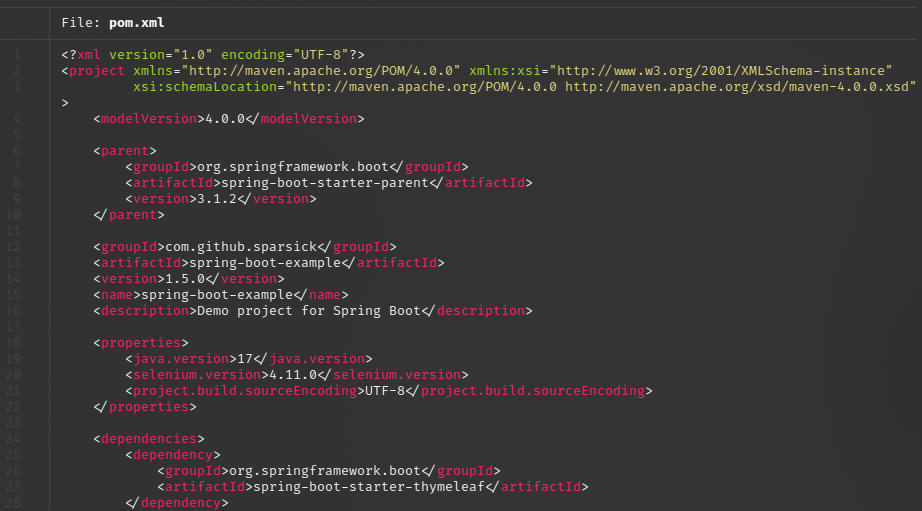 File: pom.xml
1 <?xml version="1.0" encoding="UTF-8"?>
2 <project xmlns="http://maven.apache.org/POM/4.0.0" xmlns:xsi="http://www.w3.org/2001/XMLSchema-instance"
3          xsi:schemaLocation="http://maven.apache.org/POM/4.0.0 http://maven.apache.org/xsd/maven-4.0.0.xsd"
>
4     <modelVersion>4.0.0</modelVersion>
5
6     <parent>
7         <groupId>org.springframework.boot</groupId>
8         <artifactId>spring-boot-starter-parent</artifactId>
9         <version>3.1.2</version>
10     </parent>
11
12     <groupId>com.github.sparsick</groupId>
13     <artifactId>spring-boot-example</artifactId>
14     <version>1.5.0</version>
15     <name>spring-boot-example</name>
16     <description>Demo project for Spring Boot</description>
17
18     <properties>
19         <java.version>17</java.version>
20         <selenium.version>4.11.0</selenium.version>
21         <project.build.sourceEncoding>UTF-8</project.build.sourceEncoding>
22     </properties>
23
24     <dependencies>
25         <dependency>
26             <groupId>org.springframework.boot</groupId>
27             <artifactId>spring-boot-starter-thymeleaf</artifactId>
28         </dependency>